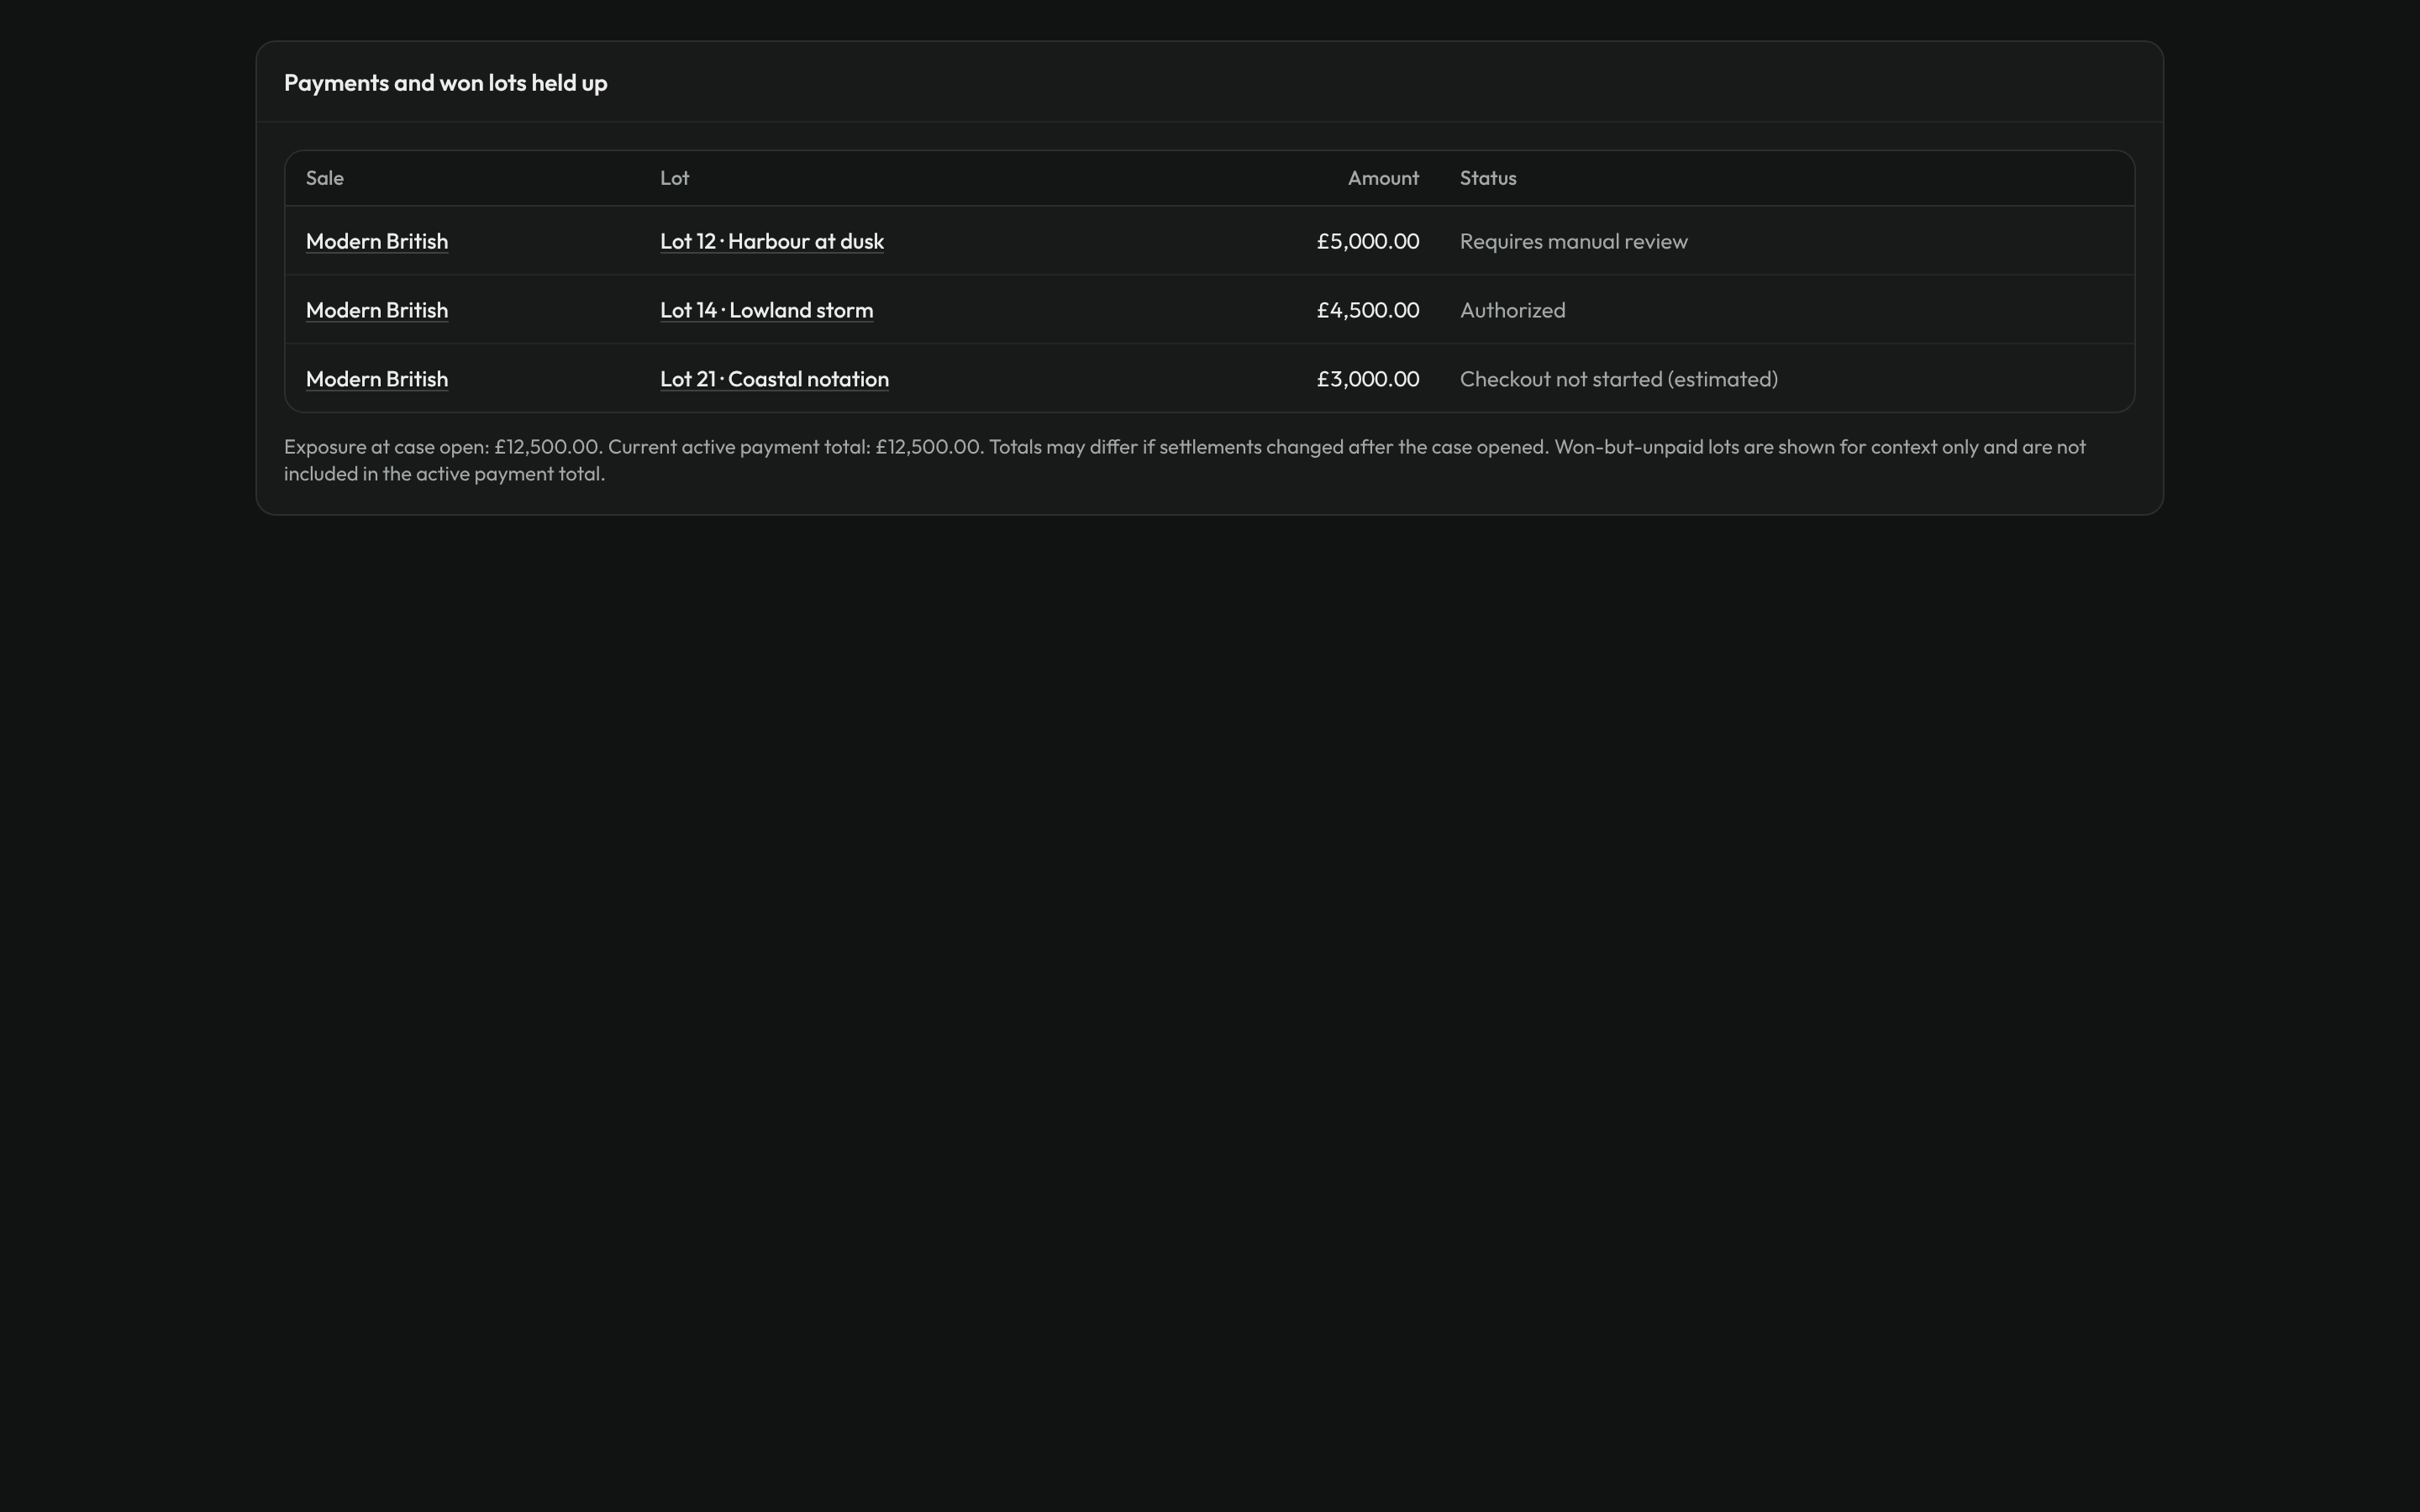 Payments and won lots held up
Sale Lot Amount Status
Modern British Lot 12 · Harbour at dusk £5,000.00 Requires manual review
Modern British Lot 14 · Lowland storm £4,500.00 Authorized
Modern British Lot 21 · Coastal notation £3,000.00 Checkout not started (estimated)
Exposure at case open: £12,500.00. Current active payment total: £12,500.00. Totals may differ if settlements changed after the case opened. Won-but-unpaid lots are shown for context only and are not
included in the active payment total.